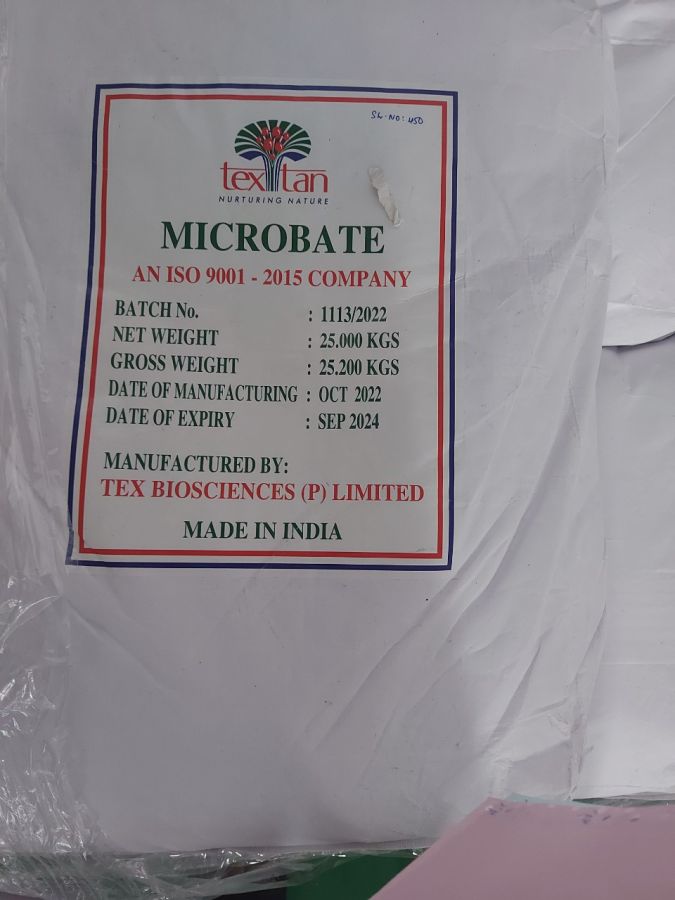 SL·NO: 450
tex tan
NURTURING NATURE
MICROBATE
AN ISO 9001 - 2015 COMPANY
BATCH No. : 1113/2022
NET WEIGHT : 25.000 KGS
GROSS WEIGHT : 25.200 KGS
DATE OF MANUFACTURING : OCT 2022
DATE OF EXPIRY : SEP 2024
MANUFACTURED BY:
TEX BIOSCIENCES (P) LIMITED
MADE IN INDIA